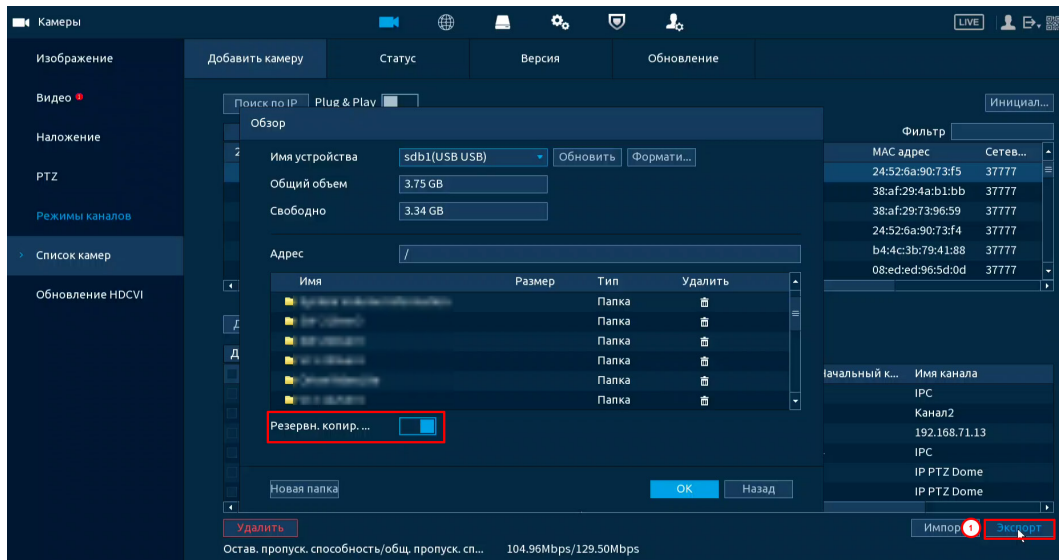 Камеры
LIVE
Изображение
Видео
Наложение
PTZ
Режимы каналов
Список камер
Обновление HDCVI
Добавить камеру Статус Версия Обновление
Поиск по IP Plug & Play Инициал...
Фильтр
MAC адрес Сетев...
24:52:6a:90:73:f5 37777
38:af:29:4a:b1:bb 37777
38:af:29:73:96:59 37777
24:52:6a:90:73:f4 37777
b4:4c:3b:79:41:88 37777
08:ed:ed:96:5d:0d 37777
Обзор
Имя устройства sdb1(USB USB) Обновить Формати...
Общий объем 3.75 GB
Свободно 3.34 GB
Адрес /
Имя Размер Тип Удалить
Папка
Папка
Папка
Папка
Папка
Папка
Резервн. копир. ...
Новая папка OK Назад
Имя канала
IPC
Канал2
192.168.71.13
IPC
IP PTZ Dome
IP PTZ Dome
Удалить Импор 1 Экспорт
Остав. пропуск. способность/общ. пропуск. сп... 104.96Mbps/129.50Mbps